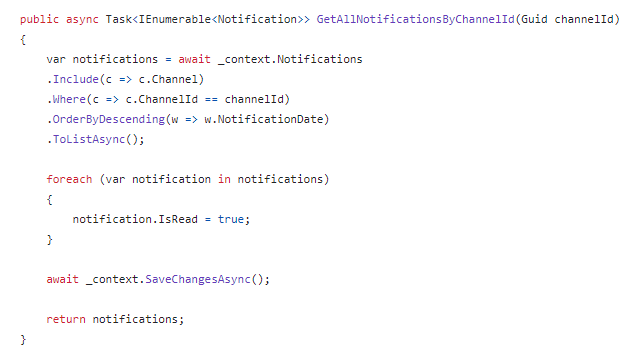 public async Task<IEnumerable<Notification>> GetAllNotificationsByChannelId(Guid channelId)
{
    var notifications = await _context.Notifications
    .Include(c => c.Channel)
    .Where(c => c.ChannelId == channelId)
    .OrderByDescending(w => w.NotificationDate)
    .ToListAsync();

    foreach (var notification in notifications)
    {
        notification.IsRead = true;
    }

    await _context.SaveChangesAsync();

    return notifications;
}